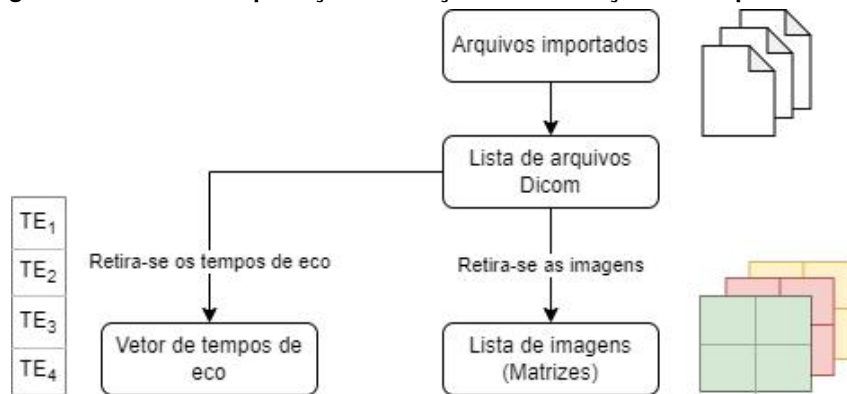 Arquivos importados
Lista de arquivos
Dicom
TE1
TE2
TE3
TE4
Retira-se os tempos de eco
Retira-se as imagens
Vetor de tempos de
eco
Lista de imagens
(Matrizes)